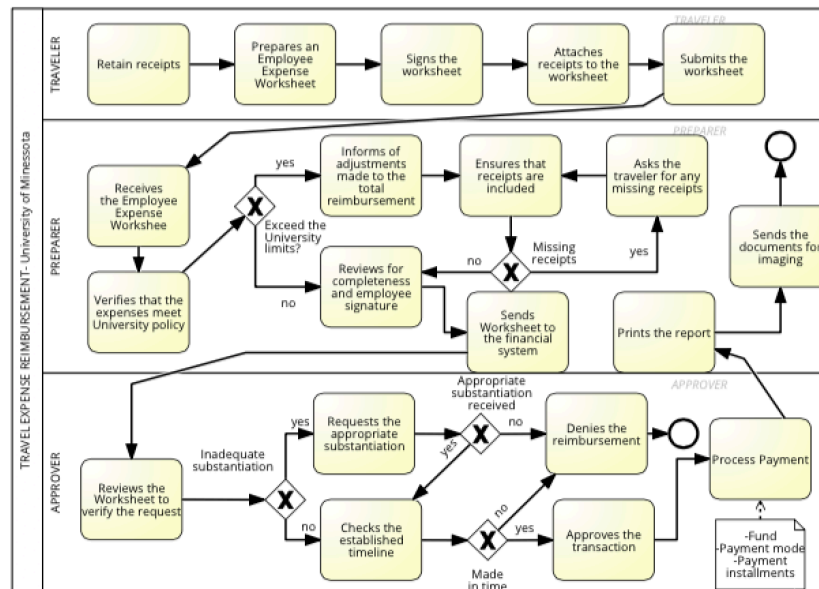 TRAVEL EXPENSE REIMBURSEMENT- University of Minessota
TRAVELER
TRAVELER
Retain receipts
Prepares an
Employee
Expense
Worksheet
Signs the
worksheet
Attaches
receipts to the
worksheet
Submits the
worksheet
PREPARER
PREPARER
Receives
the Employee
Expense
Workshee
Verifies that the
expenses meet
University policy
yes
Exceed the
University
limits?
no
Informs of
adjustments
made to the
total
reimbursement
Ensures that
receipts are
included
Asks the
traveler for any
missing receipts
Missing
receipts
yes
no
Reviews for
completeness
and employee
signature
Sends
Worksheet to
the financial
system
Prints the report
Sends the
documents for
imaging
APPROVER
APPROVER
Reviews the
Worksheet to
verify the request
Inadequate
substantiation
yes
no
Requests the
appropriate
substantiation
Appropriate
substantiation
received
no
yes
Denies the
reimbursement
Checks the
established
timeline
no
yes
Made
in time
Approves the
transaction
Process Payment
-Fund
-Payment mode
-Payment
installments